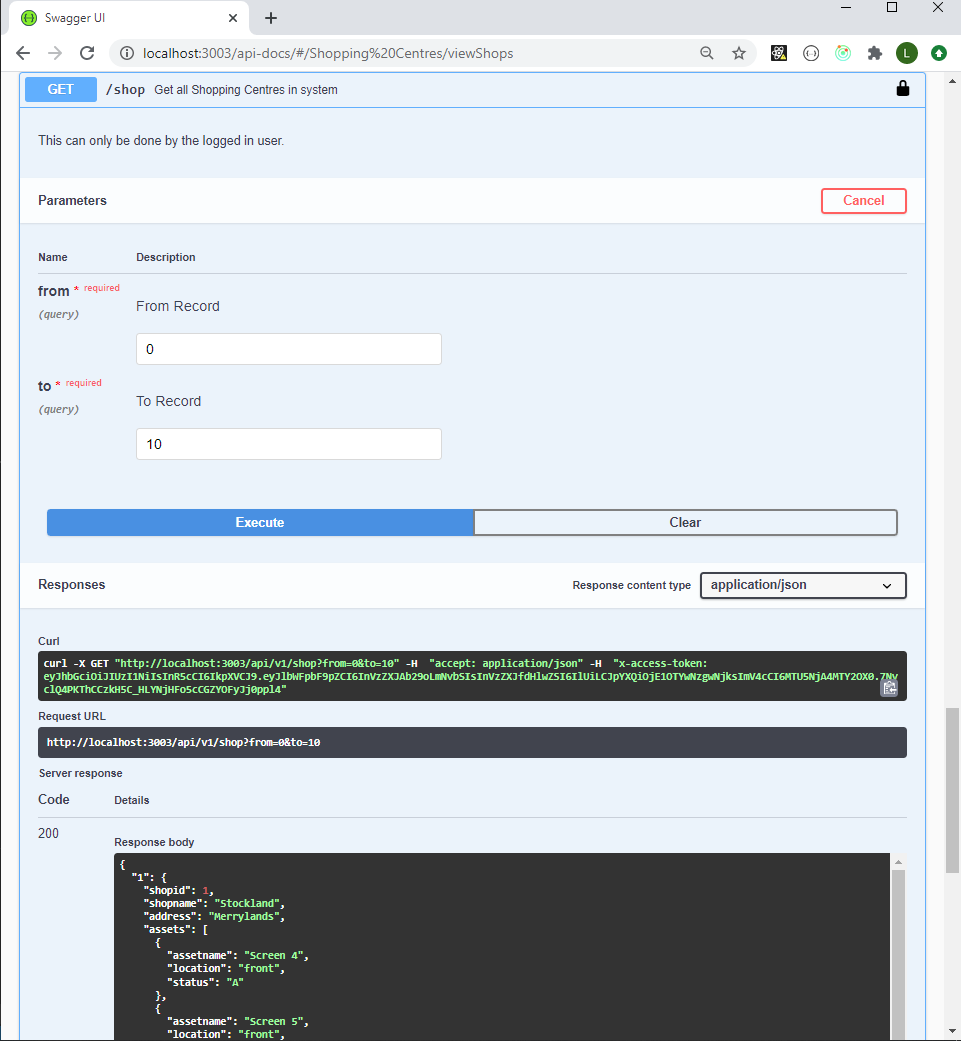 Swagger UI
localhost:3003/api-docs/#/Shopping%20Centres/viewShops
L
GET /shop Get all Shopping Centres in system
This can only be done by the logged in user.
Parameters Cancel
Name Description
from * required
(query)
From Record
0
to * required
(query)
To Record
10
Execute Clear
Responses Response content type application/json
Curl
curl -X GET "http://localhost:3003/api/v1/shop?from=0&to=10" -H  "accept: application/json" -H  "x-access-token:
Request URL
http://localhost:3003/api/v1/shop?from=0&to=10
Server response
Code Details
200
Response body
{
  "1": {
    "shopid": 1,
    "shopname": "Stockland",
    "address": "Merrylands",
    "assets": [
      {
        "assetname": "Screen 4",
        "location": "front",
        "status": "A"
      },
      {
        "assetname": "Screen 5",
        "location": "front",